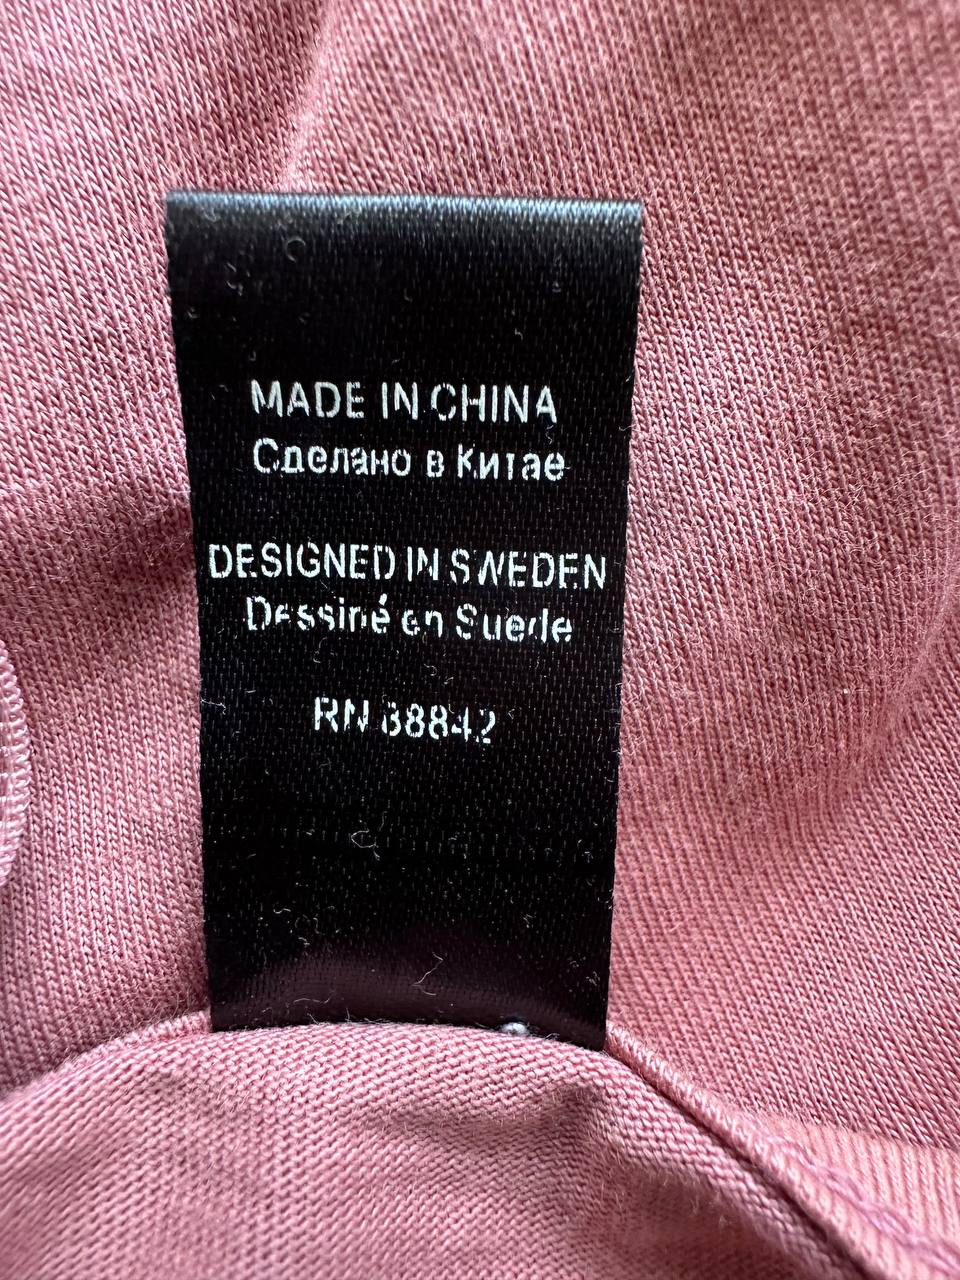 MADE IN CHINA
Сделано в Китае
DESIGNED IN SWEDEN
Dessiné en Suede
RN 88842